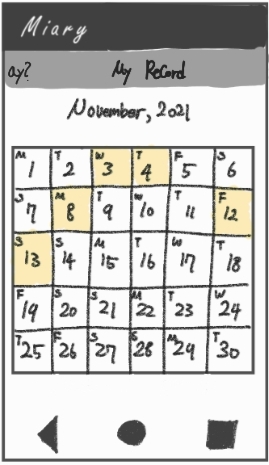 Miary
ay? My Record
November, 2021
M 1 T 2 W 3 T 4 F 5 S 6
S 7 M 8 T 9 W 10 T 11 F 12
S 13 S 14 M 15 T 16 W 17 T 18
F 19 S 20 S 21 M 22 T 23 W 24
T 25 F 26 S 27 S 28 M 29 T 30